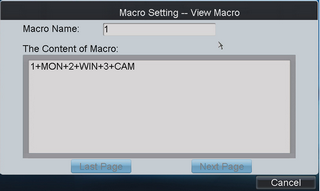 Macro Setting -- View Macro
Macro Name: 1
The Content of Macro:
1+MON+2+WIN+3+CAM
Last Page Next Page
Cancel